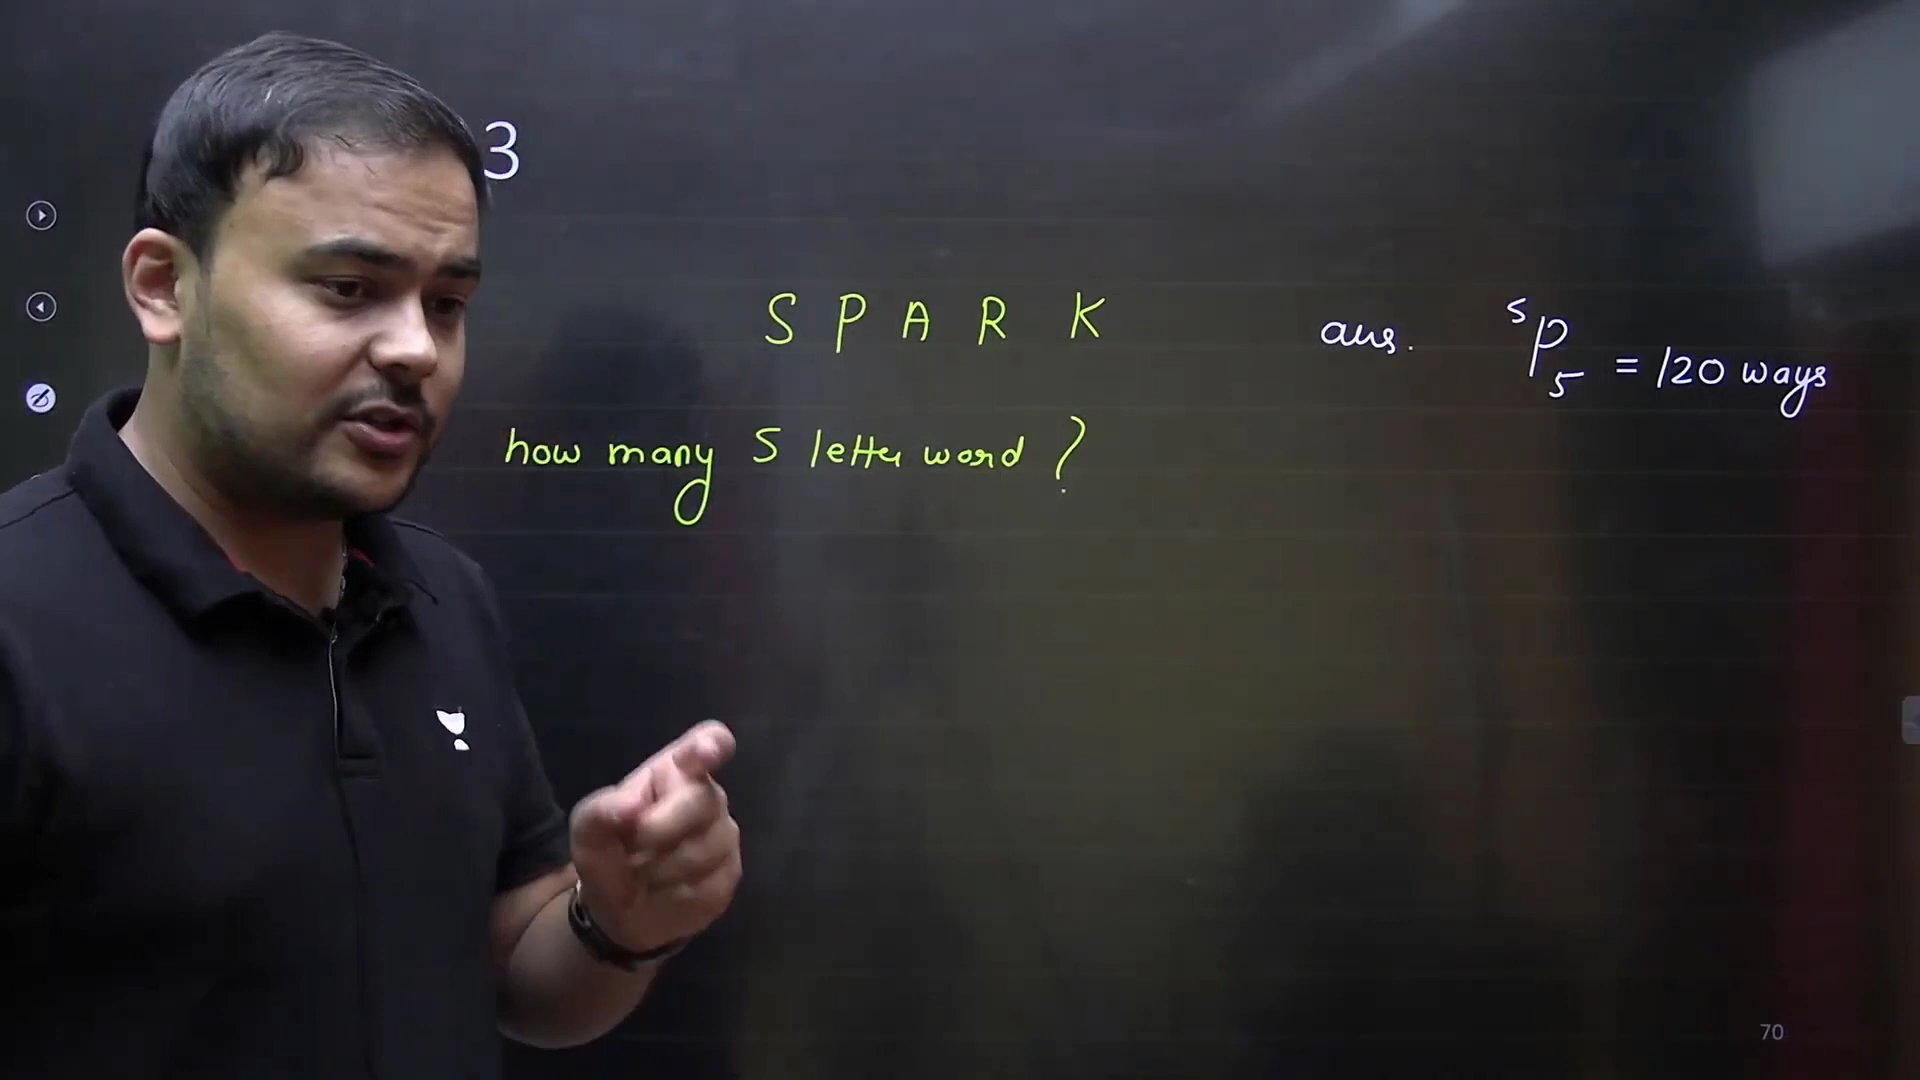 3
S P A R K
ans. ⁵P₅ = 120 ways
how many 5 letter word ?
70